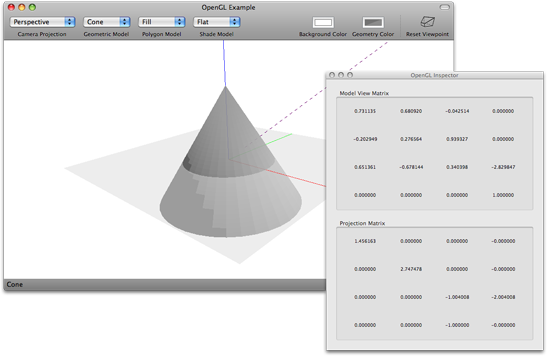 OpenGL Example
Perspective Cone Fill Flat
Camera Projection Geometric Model Polygon Model Shade Model Background Color Geometry Color Reset Viewpoint
OpenGL Inspector
Model View Matrix
0.731135 0.680920 -0.042514 0.000000
-0.202949 0.276564 0.939327 0.000000
0.651361 -0.678144 0.340398 -2.829847
0.000000 0.000000 0.000000 1.000000
Projection Matrix
1.456163 0.000000 0.000000 -0.000000
0.000000 2.747478 0.000000 -0.000000
0.000000 0.000000 -1.004008 -2.004008
0.000000 0.000000 -1.000000 -0.000000
Cone